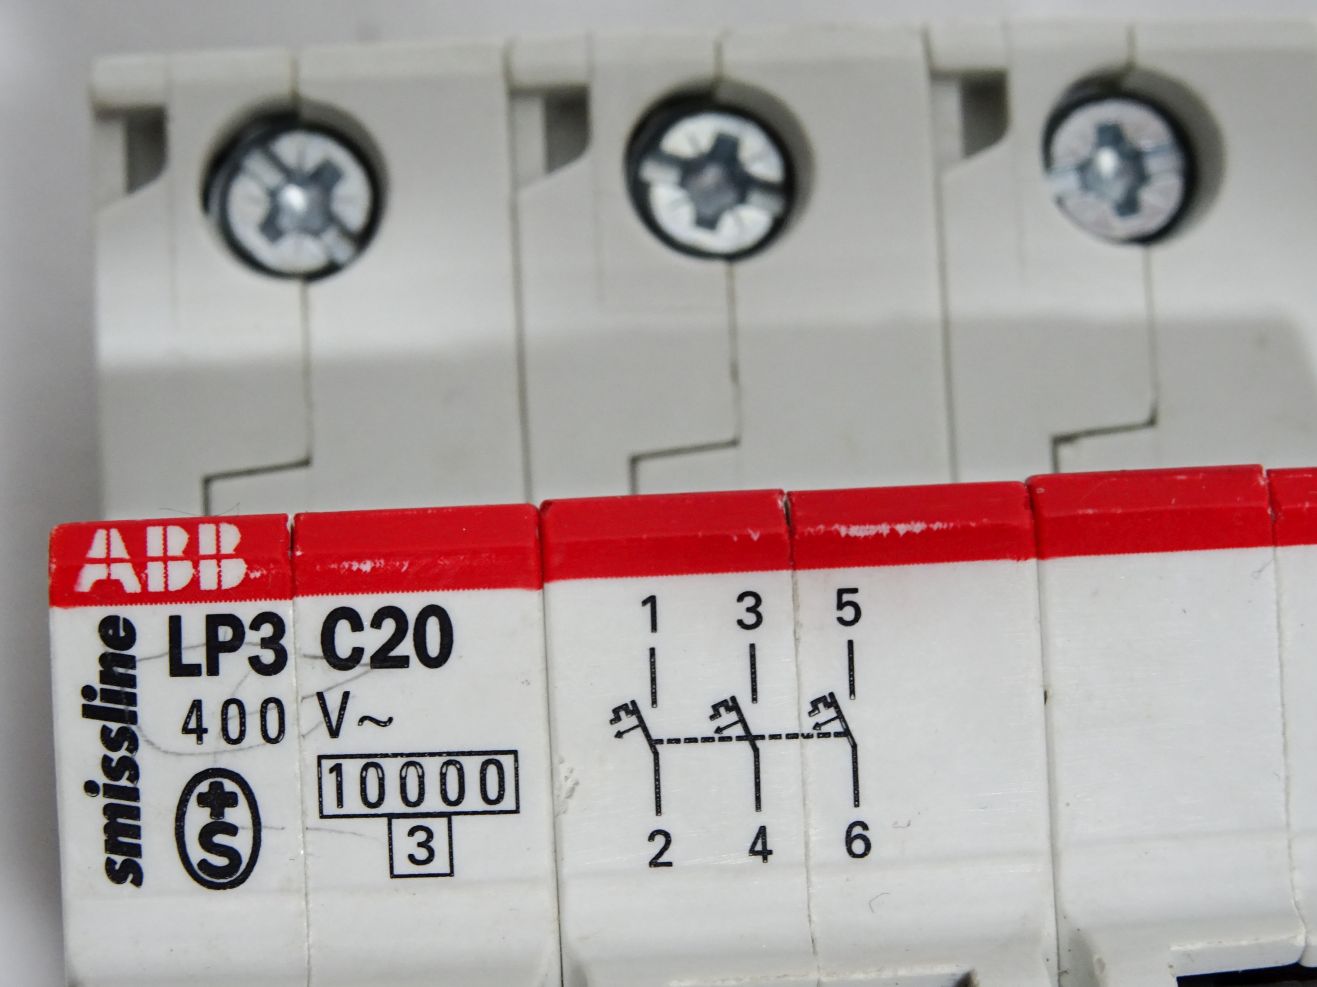 ABB
smissline
LP3 C20
400 V~
10000
3
+S
1 3 5
2 4 6